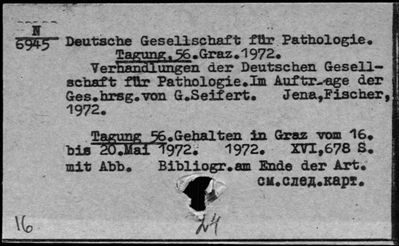 N
6945
Deutsche Gesellschaft für Pathologie.
Tagung,56.Graz.1972.
Verhandlungen der Deutschen Gesell-
schaft für Pathologie.Im Auftrage der
Ges.hrsg.von G.Seifert. Jena,Fischer,
1972.
Tagung 56.Gehalten in Graz vom 16.
bis 20.Mai 1972. 1972. XVI,678 S.
mit Abb. Bibliogr.am Ende der Art.
см.след.карт.
16 24